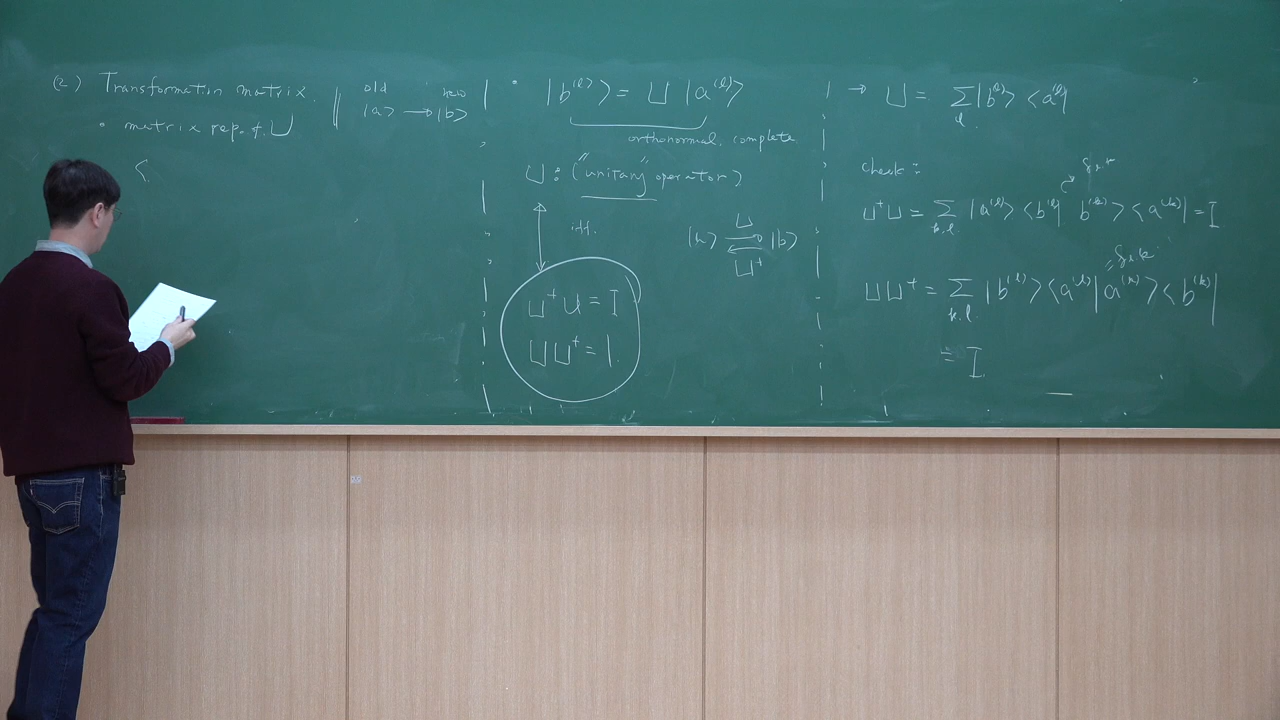 (2) Transformation matrix.
• matrix rep. of U
<
old new
|a> → |b>
• |b^(l)> = U |a^(l)>
orthonormal, complete
U : ("unitary" operator)
iff.
U†U = I
UU† = 1.
U
|a> ⇌ |b>
U†
→ U = Σ_l |b^(l)> <a^(l)|
check :
δ_lk
U†U = Σ_{k,l} |a^(l)> <b^(l)| b^(k)> <a^(k)| = I
= δ_lk
UU† = Σ_{k,l} |b^(l)> <a^(l)| a^(k)> <b^(k)|
= I.